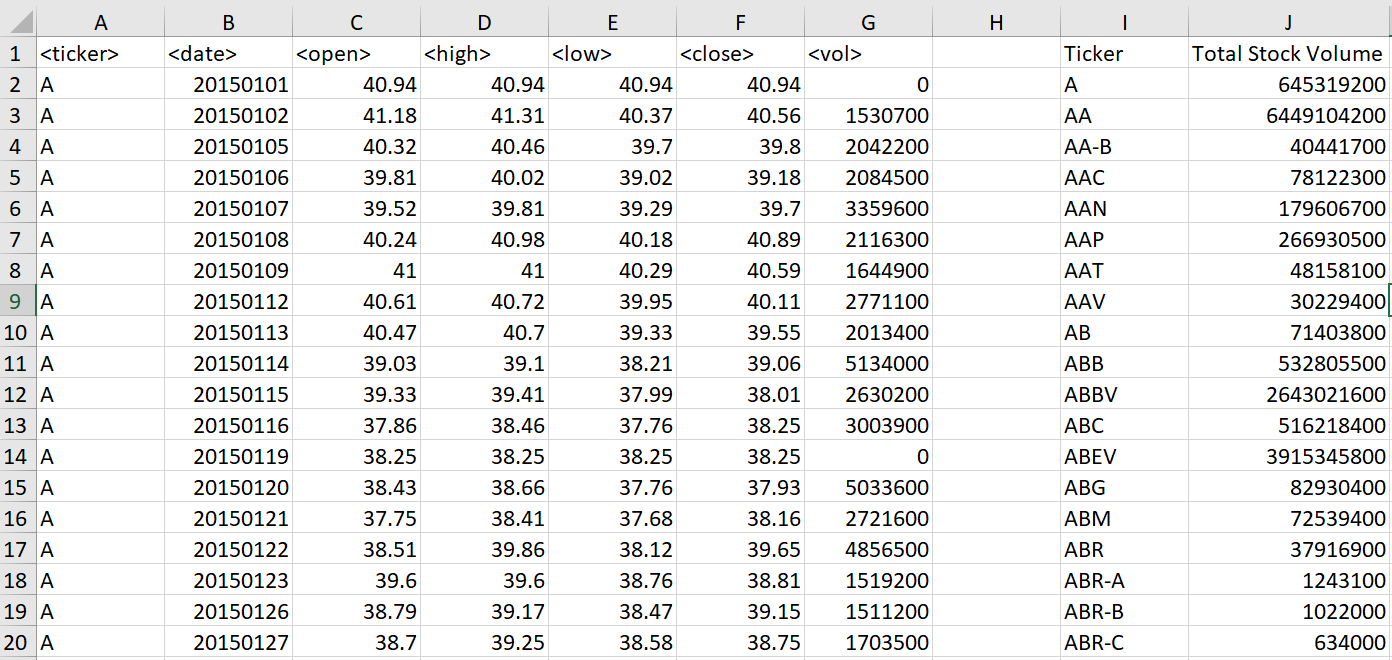 A B C D E F G H I J
1 <ticker> <date> <open> <high> <low> <close> <vol> Ticker Total Stock Volume
2 A 20150101 40.94 40.94 40.94 40.94 0 A 645319200
3 A 20150102 41.18 41.31 40.37 40.56 1530700 AA 6449104200
4 A 20150105 40.32 40.46 39.7 39.8 2042200 AA-B 40441700
5 A 20150106 39.81 40.02 39.02 39.18 2084500 AAC 78122300
6 A 20150107 39.52 39.81 39.29 39.7 3359600 AAN 179606700
7 A 20150108 40.24 40.98 40.18 40.89 2116300 AAP 266930500
8 A 20150109 41 41 40.29 40.59 1644900 AAT 48158100
9 A 20150112 40.61 40.72 39.95 40.11 2771100 AAV 30229400
10 A 20150113 40.47 40.7 39.33 39.55 2013400 AB 71403800
11 A 20150114 39.03 39.1 38.21 39.06 5134000 ABB 532805500
12 A 20150115 39.33 39.41 37.99 38.01 2630200 ABBV 2643021600
13 A 20150116 37.86 38.46 37.76 38.25 3003900 ABC 516218400
14 A 20150119 38.25 38.25 38.25 38.25 0 ABEV 3915345800
15 A 20150120 38.43 38.66 37.76 37.93 5033600 ABG 82930400
16 A 20150121 37.75 38.41 37.68 38.16 2721600 ABM 72539400
17 A 20150122 38.51 39.86 38.12 39.65 4856500 ABR 37916900
18 A 20150123 39.6 39.6 38.76 38.81 1519200 ABR-A 1243100
19 A 20150126 38.79 39.17 38.47 39.15 1511200 ABR-B 1022000
20 A 20150127 38.7 39.25 38.58 38.75 1703500 ABR-C 634000